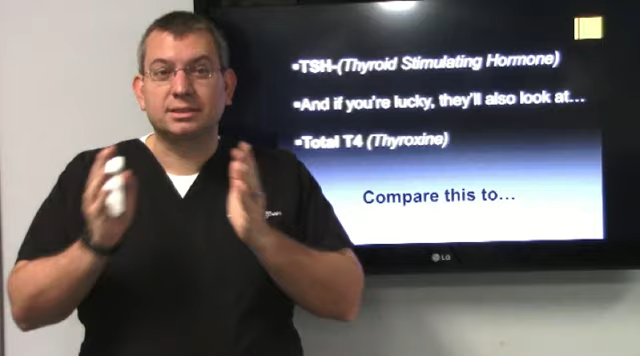 ▪TSH-(Thyroid Stimulating Hormone)
▪And if you're lucky, they'll also look at…
▪Total T4 (Thyroxine)
Compare this to…
LG